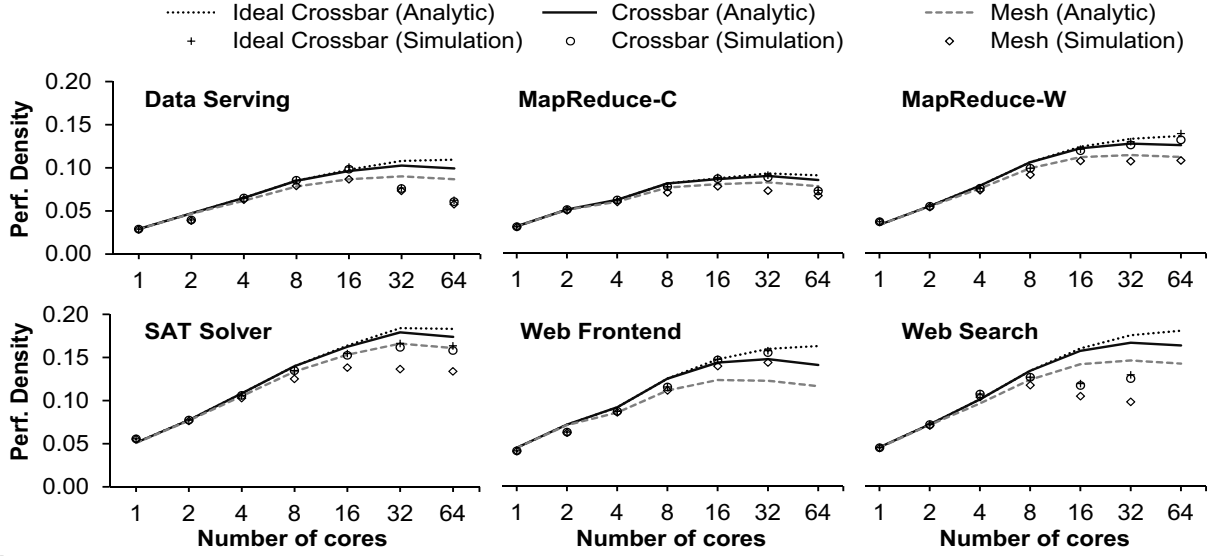 Ideal Crossbar (Analytic) Crossbar (Analytic) Mesh (Analytic)
Ideal Crossbar (Simulation) Crossbar (Simulation) Mesh (Simulation)
Perf. Density
0.20
0.15
0.10
0.05
0.00
Data Serving
1 2 4 8 16 32 64
MapReduce-C
1 2 4 8 16 32 64
MapReduce-W
1 2 4 8 16 32 64
Perf. Density
0.20
0.15
0.10
0.05
0.00
SAT Solver
1 2 4 8 16 32 64
Number of cores
Web Frontend
1 2 4 8 16 32 64
Number of cores
Web Search
1 2 4 8 16 32 64
Number of cores